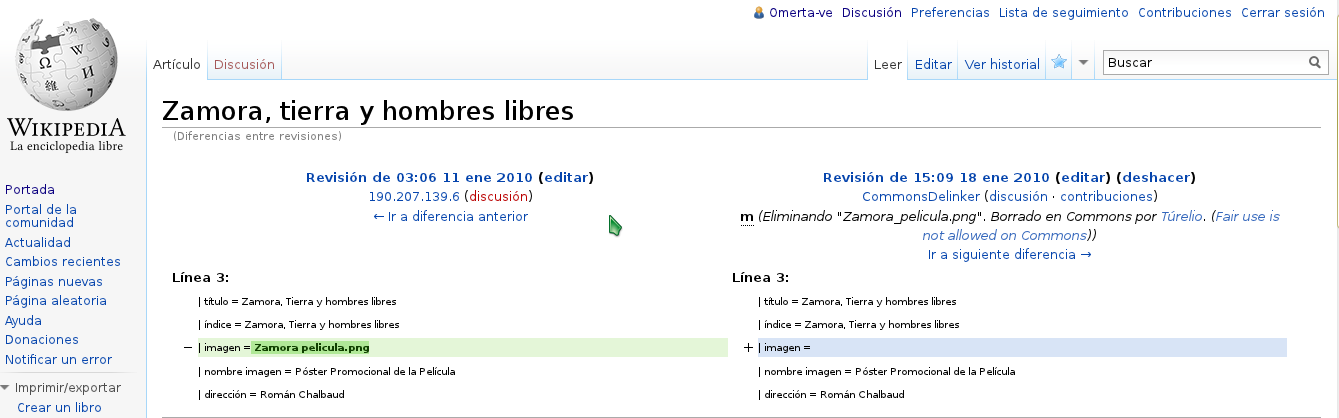 Omerta-ve Discusión Preferencias Lista de seguimiento Contribuciones Cerrar sesión
Artículo Discusión Leer Editar Ver historial Buscar
WIKIPEDIA
La enciclopedia libre
Zamora, tierra y hombres libres
(Diferencias entre revisiones)
Portada
Portal de la
comunidad
Actualidad
Cambios recientes
Páginas nuevas
Página aleatoria
Ayuda
Donaciones
Notificar un error
Imprimir/exportar
Crear un libro
Revisión de 03:06 11 ene 2010 (editar)
190.207.139.6 (discusión)
← Ir a diferencia anterior
Revisión de 15:09 18 ene 2010 (editar) (deshacer)
CommonsDelinker (discusión · contribuciones)
m (Eliminando "Zamora_pelicula.png". Borrado en Commons por Túrelio. (Fair use is
not allowed on Commons))
Ir a siguiente diferencia →
Línea 3:
| título = Zamora, Tierra y hombres libres
| índice = Zamora, Tierra y hombres libres
− | imagen = Zamora pelicula.png
| nombre imagen = Póster Promocional de la Película
| dirección = Román Chalbaud
Línea 3:
| título = Zamora, Tierra y hombres libres
| índice = Zamora, Tierra y hombres libres
+ | imagen =
| nombre imagen = Póster Promocional de la Película
| dirección = Román Chalbaud